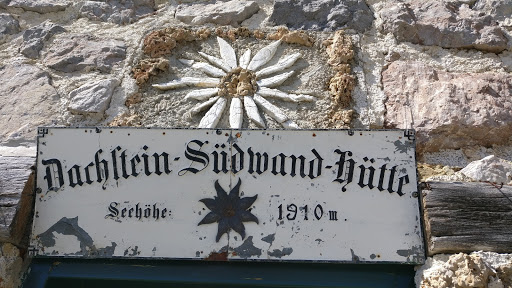 Dachstein-Südwand-Hütte
Seehöhe: 1910 m.